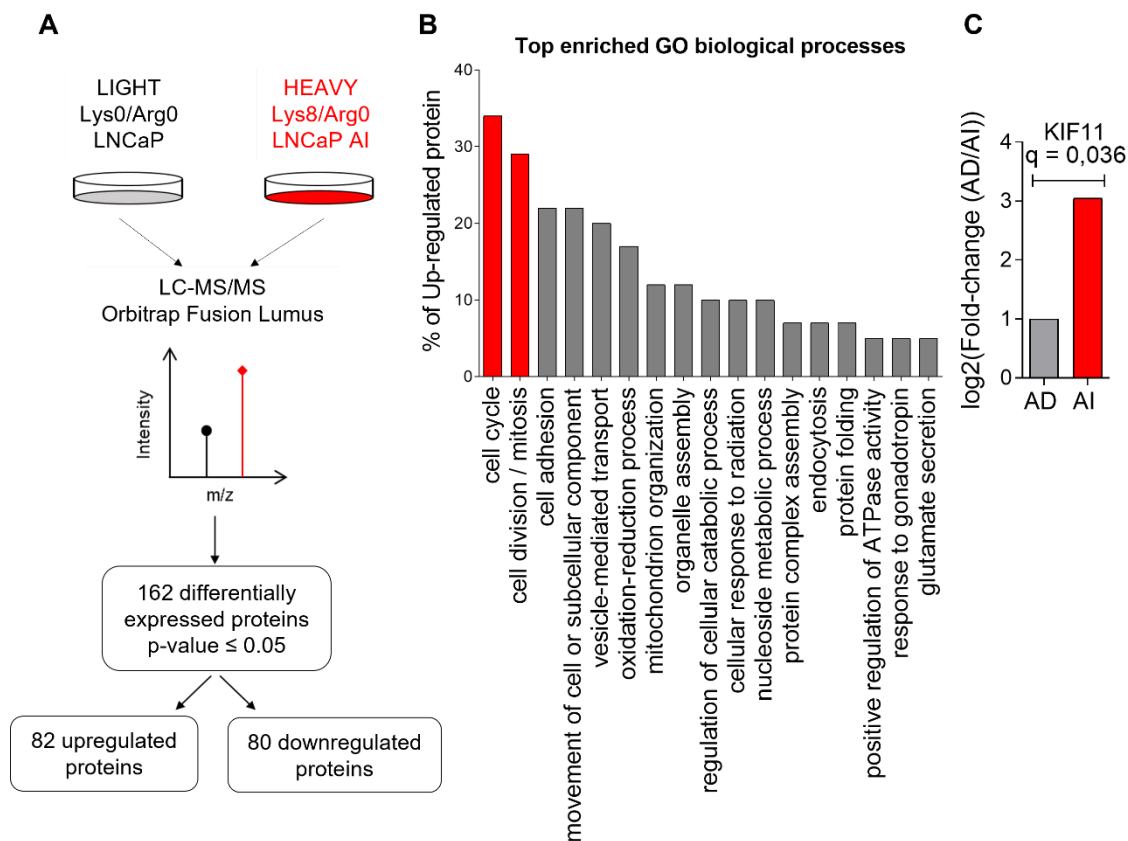 A
LIGHT
Lys0/Arg0
LNCaP
HEAVY
Lys8/Arg0
LNCaP AI
LC-MS/MS
Orbitrap Fusion Lumus
Intensity
m/z
162 differentially
expressed proteins
p-value ≤ 0.05
82 upregulated
proteins
80 downregulated
proteins
B
Top enriched GO biological processes
% of Up-regulated protein
40
30
20
10
0
cell cycle
cell division / mitosis
cell adhesion
movement of cell or subcellular component
vesicle-mediated transport
oxidation-reduction process
mitochondrion organization
organelle assembly
regulation of cellular catabolic process
cellular response to radiation
nucleoside metabolic process
protein complex assembly
endocytosis
protein folding
positive regulation of ATPase activity
response to gonadotropin
glutamate secretion
C
KIF11
q = 0,036
log2(Fold-change (AD/AI))
4
3
2
1
0
AD
AI